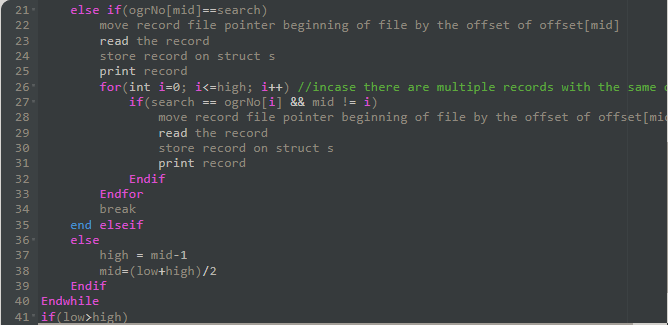 21 else if(ogrNo[mid]==search)
22 move record file pointer beginning of file by the offset of offset[mid]
23 read the record
24 store record on struct s
25 print record
26 for(int i=0; i<=high; i++) //incase there are multiple records with the same
27 if(search == ogrNo[i] && mid != i)
28 move record file pointer beginning of file by the offset of offset[mi
29 read the record
30 store record on struct s
31 print record
32 Endif
33 Endfor
34 break
35 end elseif
36 else
37 high = mid-1
38 mid=(low+high)/2
39 Endif
40 Endwhile
41 if(low>high)